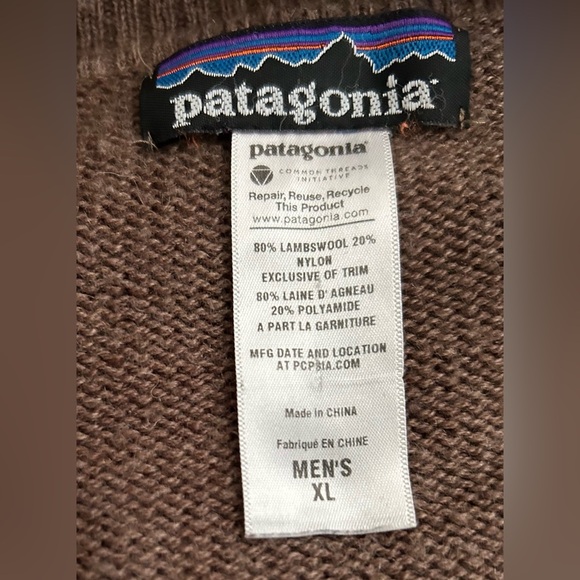 patagonia
patagonia
COMMON THREADS
INITIATIVE
Repair, Reuse, Recycle
This Product
www.patagonia.com
80% LAMBSWOOL 20%
NYLON
EXCLUSIVE OF TRIM
80% LAINE D' AGNEAU
20% POLYAMIDE
A PART LA GARNITURE
MFG DATE AND LOCATION
AT PCPSIA.COM
Made in CHINA
Fabriqué EN CHINE
MEN'S
XL